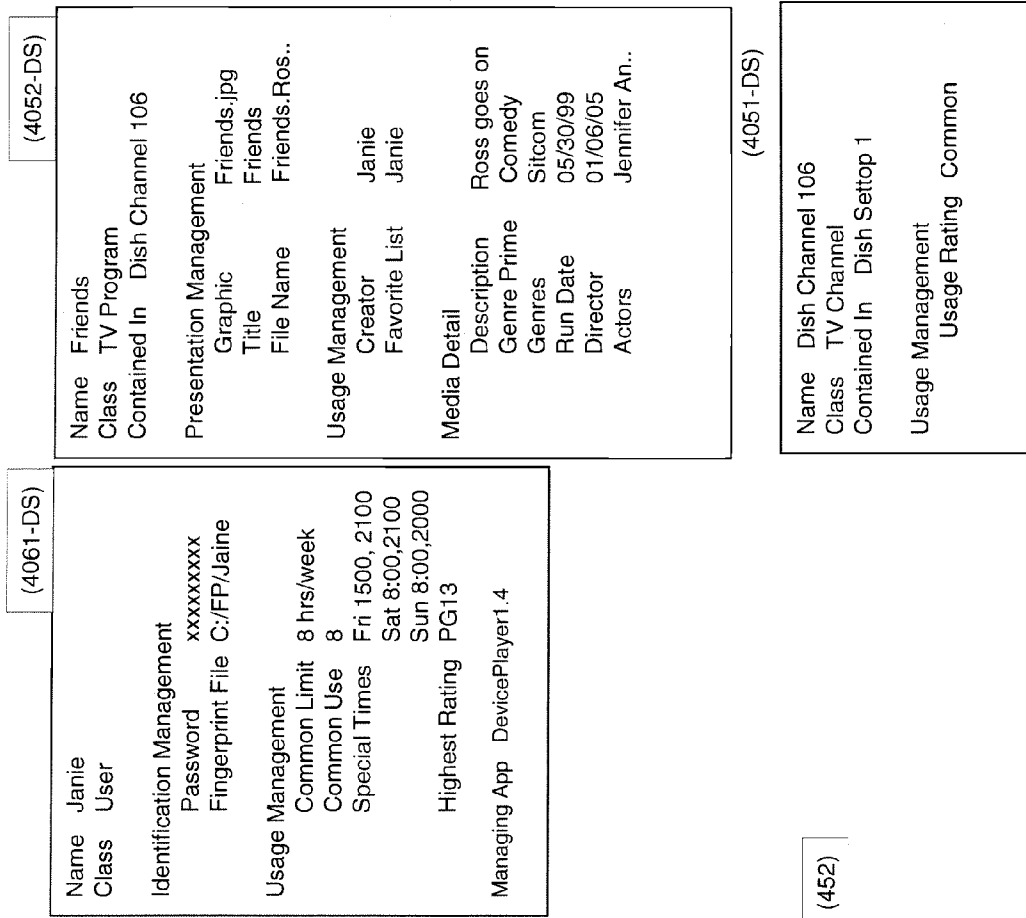 (4061-DS)
Name Janie
Class User
Identification Management
Password xxxxxxxxx
Fingerprint File C:/FP/Jaine
Usage Management
Common Limit 8 hrs/week
Common Use 8
Special Times Fri 1500, 2100
Sat 8:00,2100
Sun 8:00,2000
Highest Rating PG13
Managing App DevicePlayer1.4
(452)
(4052-DS)
Name Friends
Class TV Program
Contained In Dish Channel 106
Presentation Management
Graphic Friends.jpg
Title Friends
File Name Friends.Ros..
Usage Management
Creator Janie
Favorite List Janie
Media Detail
Description Ross goes on
Genre Prime Comedy
Genres Sitcom
Run Date 05/30/99
Director 01/06/05
Actors Jennifer An..
(4051-DS)
Name Dish Channel 106
Class TV Channel
Contained In Dish Settop 1
Usage Management
Usage Rating Common